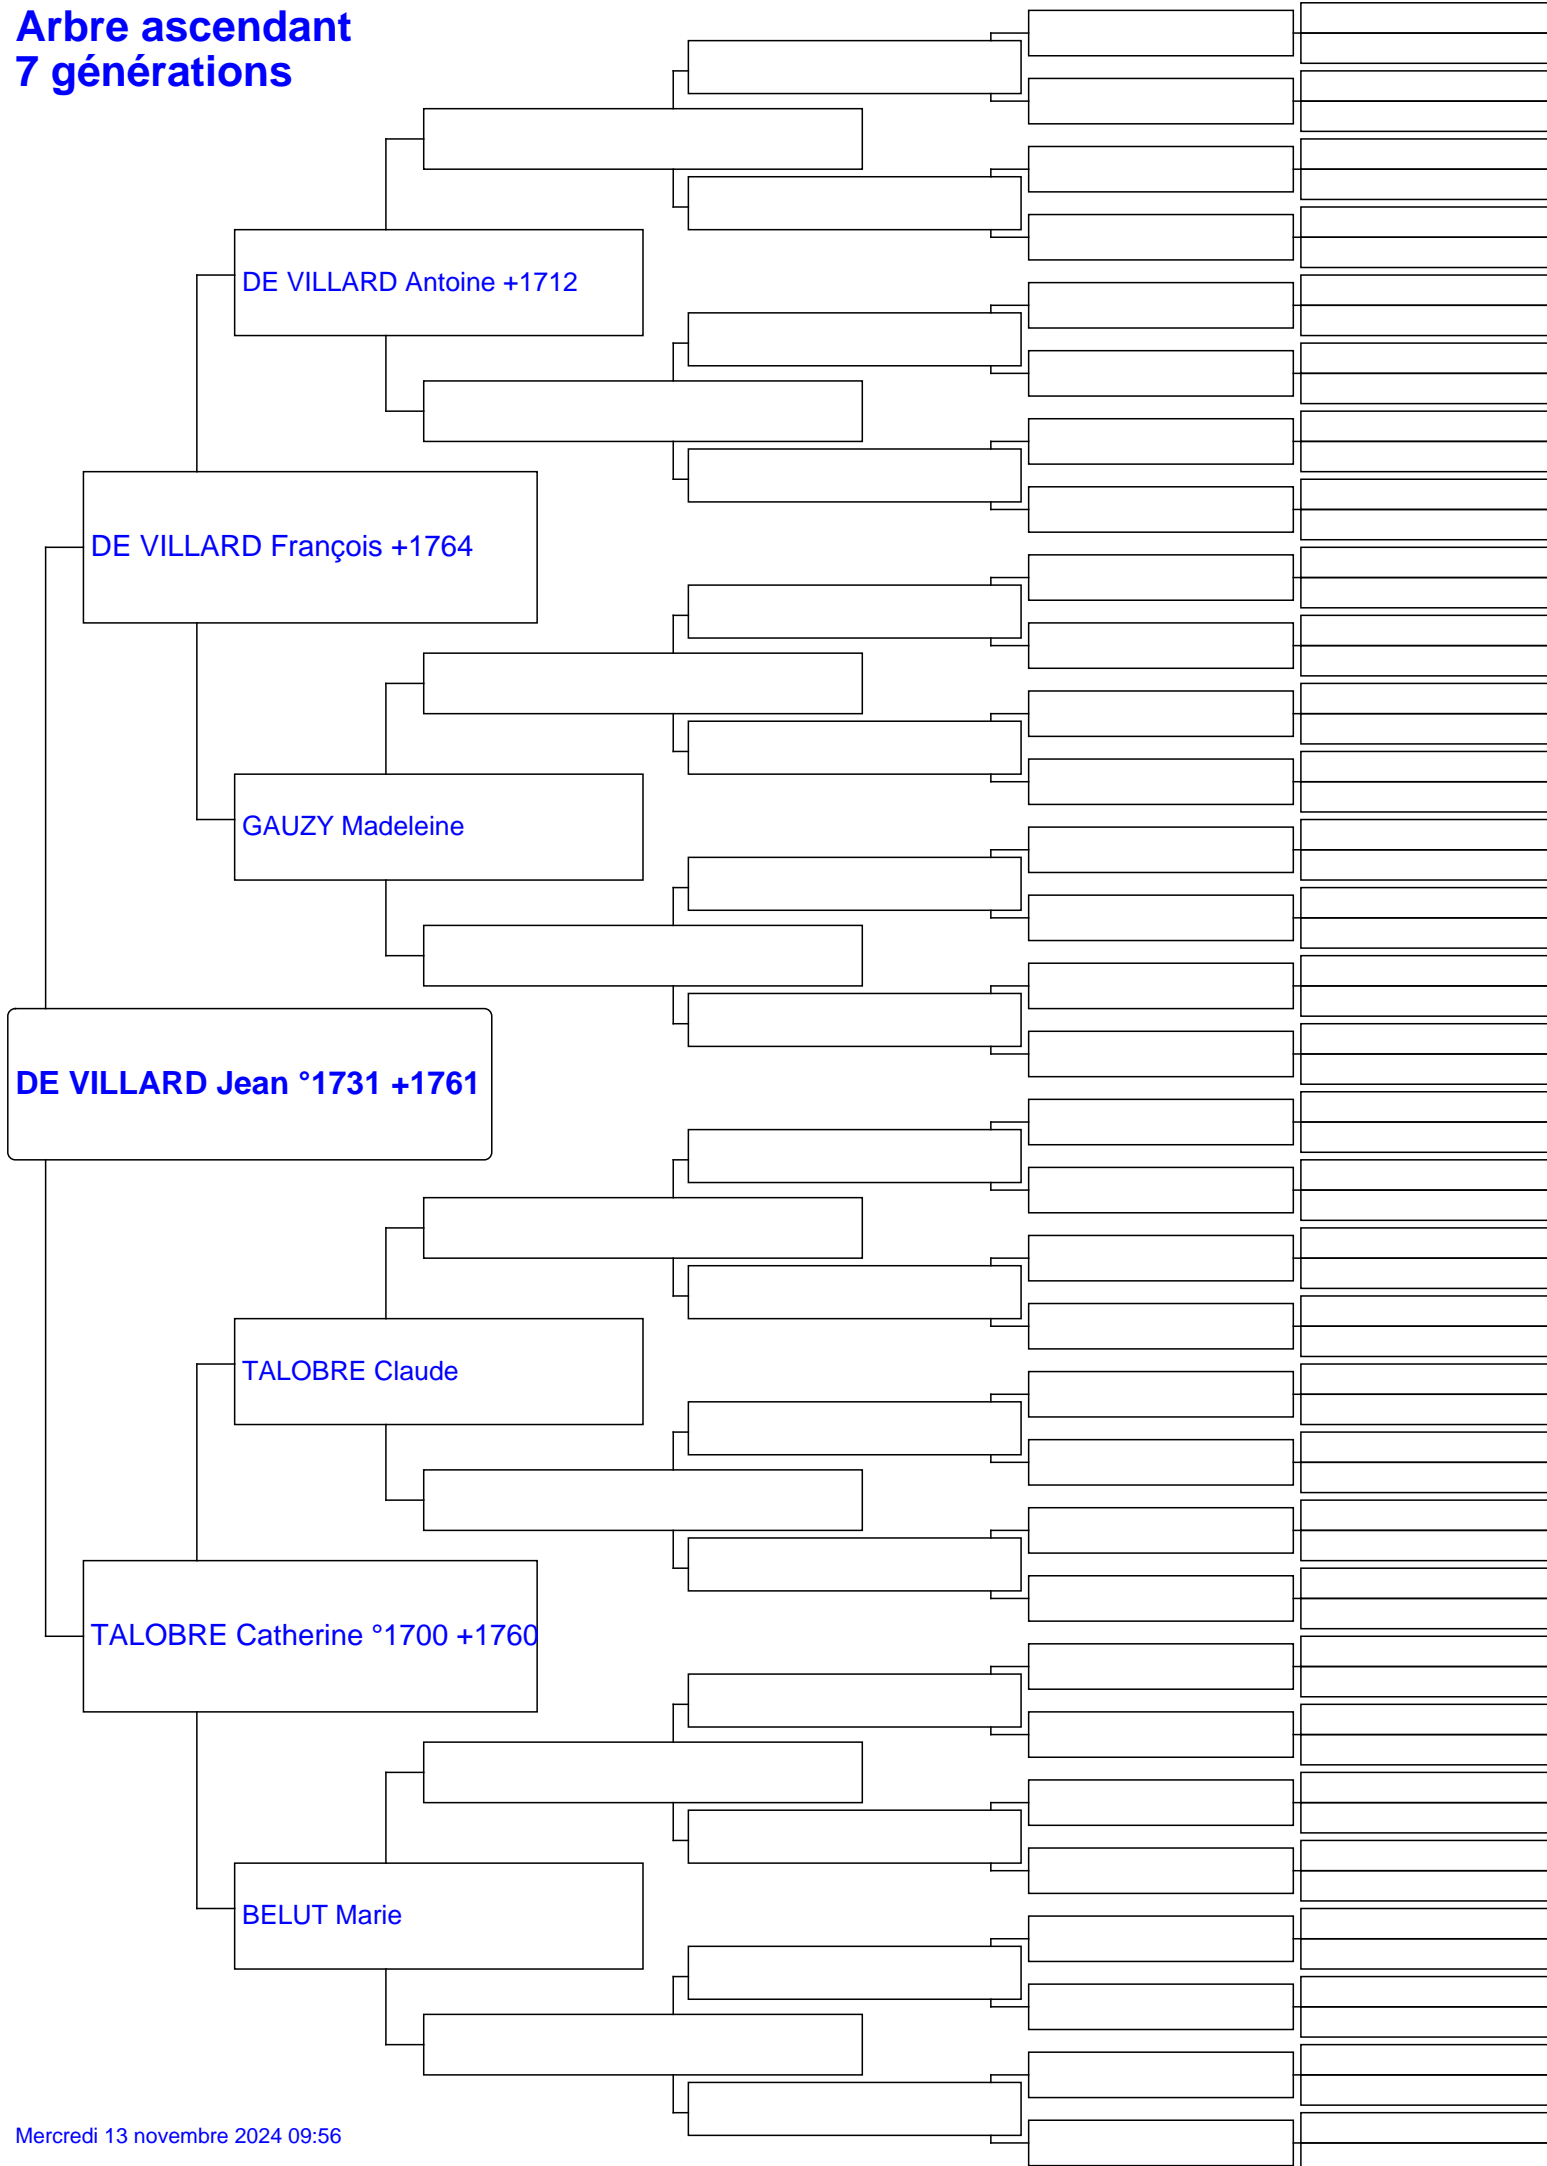 Arbre ascendant
7 générations
DE VILLARD Antoine +1712
DE VILLARD François +1764
GAUZY Madeleine
DE VILLARD Jean °1731 +1761
TALOBRE Claude
TALOBRE Catherine °1700 +1760
BELUT Marie
Mercredi 13 novembre 2024 09:56